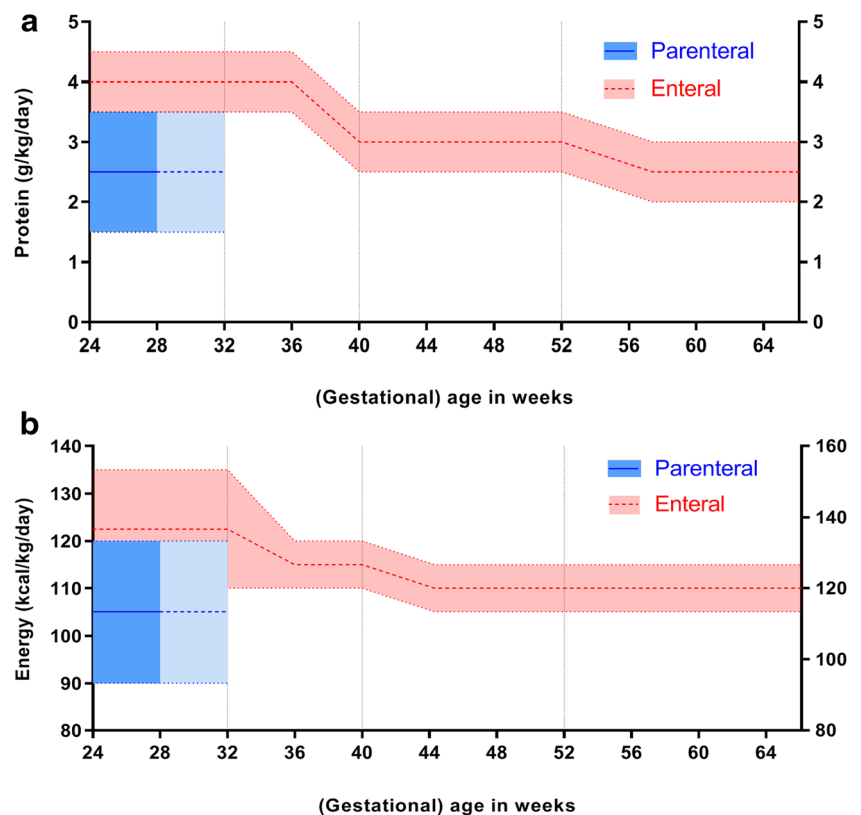 a
Protein (g/kg/day)
5
4
3
2
1
0
5
4
3
2
1
0
Parenteral
Enteral
24 28 32 36 40 44 48 52 56 60 64
(Gestational) age in weeks
b
Energy (kcal/kg/day)
140
130
120
110
100
90
80
160
140
120
100
80
Parenteral
Enteral
24 28 32 36 40 44 48 52 56 60 64
(Gestational) age in weeks